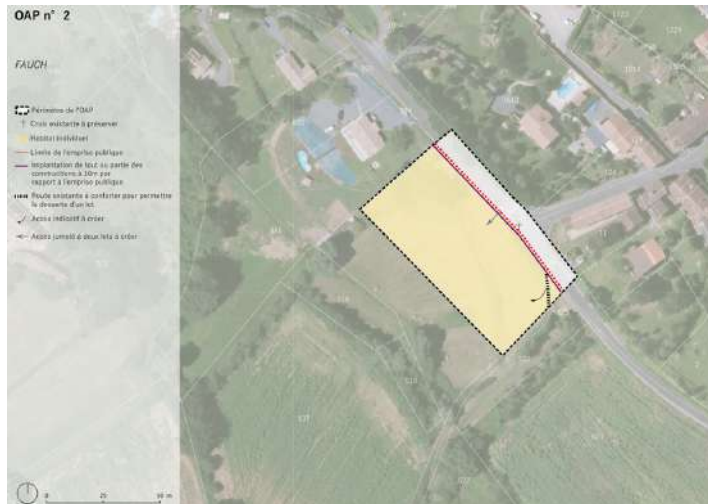 OAP n° 2
FAUCH
Périmètre de l'OAP
Croix existante à préserver
Habitat individuel
Limite de l'emprise publique
Implantation de tout ou partie des
constructions à 10m par
rapport à l'emprise publique
Route existante à conforter pour permettre
la desserte d'un lot
Accès indicatif à créer
Accès jumelé à deux lots à créer
0 25 50 m